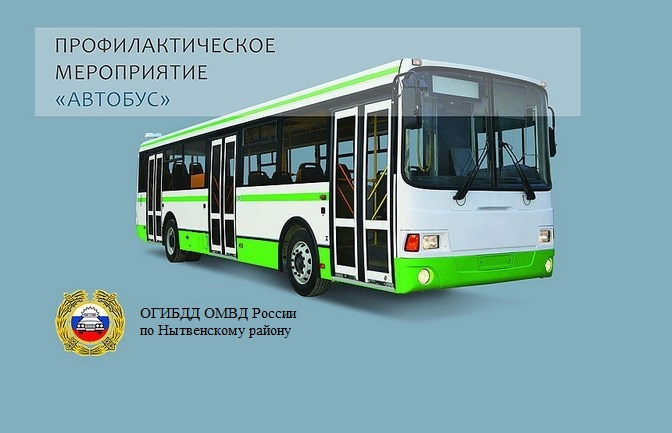 ПРОФИЛАКТИЧЕСКОЕ
МЕРОПРИЯТИЕ
«АВТОБУС»
ОГИБДД ОМВД России
по Нытвенскому району